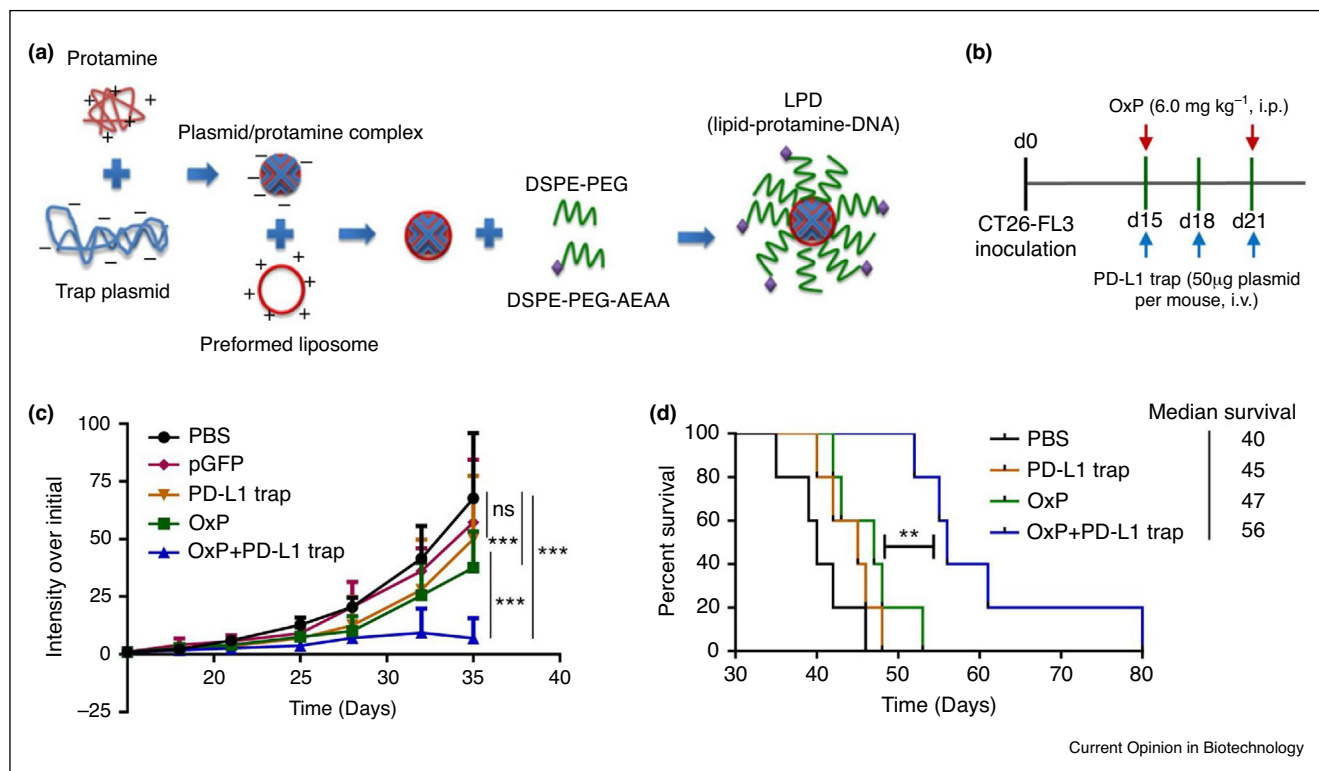 (a)
Protamine
+
+
+
+
+
Plasmid/protamine complex
LPD
(lipid-protamine-DNA)
DSPE-PEG
Trap plasmid
DSPE-PEG-AEAA
Preformed liposome
(b)
OxP (6.0 mg kg⁻¹, i.p.)
d0
d15 d18 d21
CT26-FL3
inoculation
PD-L1 trap (50μg plasmid
per mouse, i.v.)
(c)
100
75
50
25
0
–25
Intensity over initial
PBS
pGFP
PD-L1 trap
OxP
OxP+PD-L1 trap
ns
***
***
***
20 30 40
Time (Days)
(d)
Median survival
100
80
60
40
20
0
Percent survival
PBS 40
PD-L1 trap 45
OxP 47
OxP+PD-L1 trap 56
**
30 40 50 60 70 80
Time (Days)
Current Opinion in Biotechnology